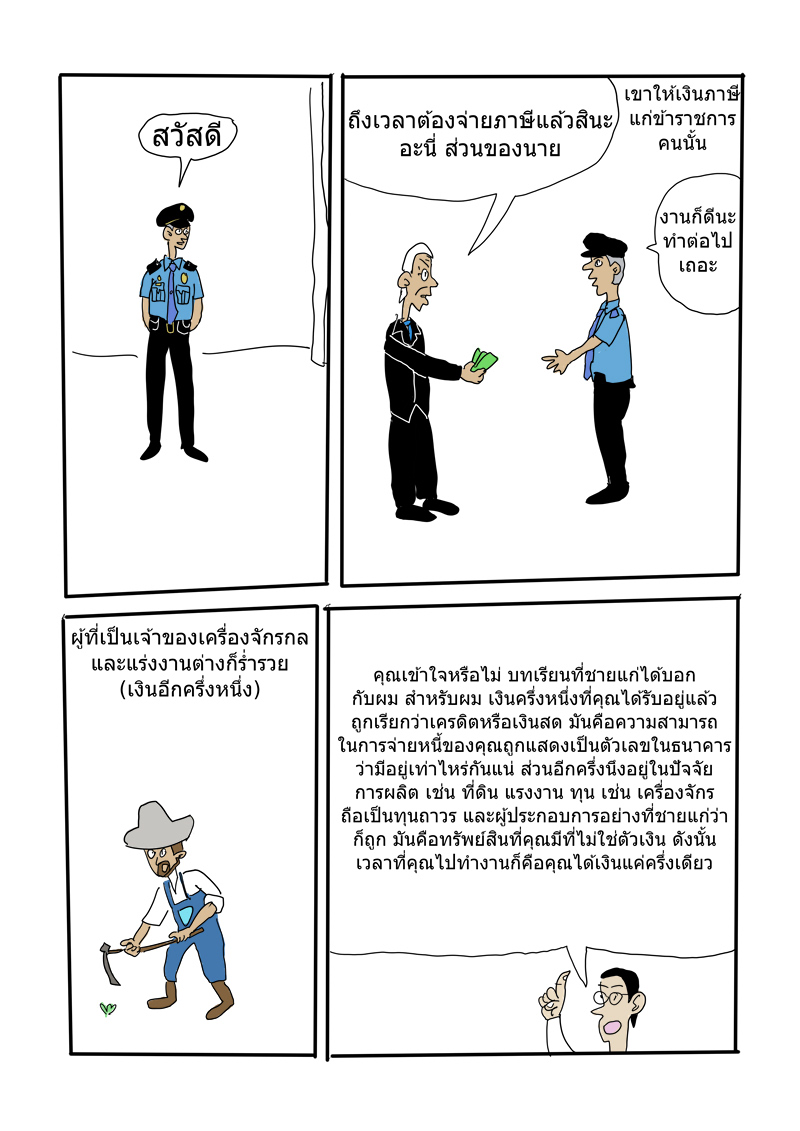 สวัสดี
ถึงเวลาต้องจ่ายภาษีแล้วสินะ
อะนี่ ส่วนของนาย
เขาให้เงินภาษี
แก่ข้าราชการ
คนนั้น
งานก็ดีนะ
ทำต่อไป
เถอะ
ผู้ที่เป็นเจ้าของเครื่องจักรกล
และแร่งงานต่างก็ร่ำรวย
(เงินอีกครึ่งหนึ่ง)
คุณเข้าใจหรือไม่ บทเรียนที่ชายแก่ได้บอก
กับผม สำหรับผม เงินครึ่งหนึ่งที่คุณได้รับอยู่แล้ว
ถูกเรียกว่าเครดิตหรือเงินสด มันคือความสามารถ
ในการจ่ายหนี้ของคุณถูกแสดงเป็นตัวเลขในธนาคาร
ว่ามีอยู่เท่าไหร่กันแน่ ส่วนอีกครึ่งนึงอยู่ในปัจจัย
การผลิต เช่น ที่ดิน แรงงาน ทุน เช่น เครื่องจักร
ถือเป็นทุนถาวร และผู้ประกอบการอย่างที่ชายแก่ว่า
ก็ถูก มันคือทรัพย์สินที่คุณมีที่ไม่ใช่ตัวเงิน ดังนั้น
เวลาที่คุณไปทำงานก็คือคุณได้เงินแค่ครึ่งเดียว